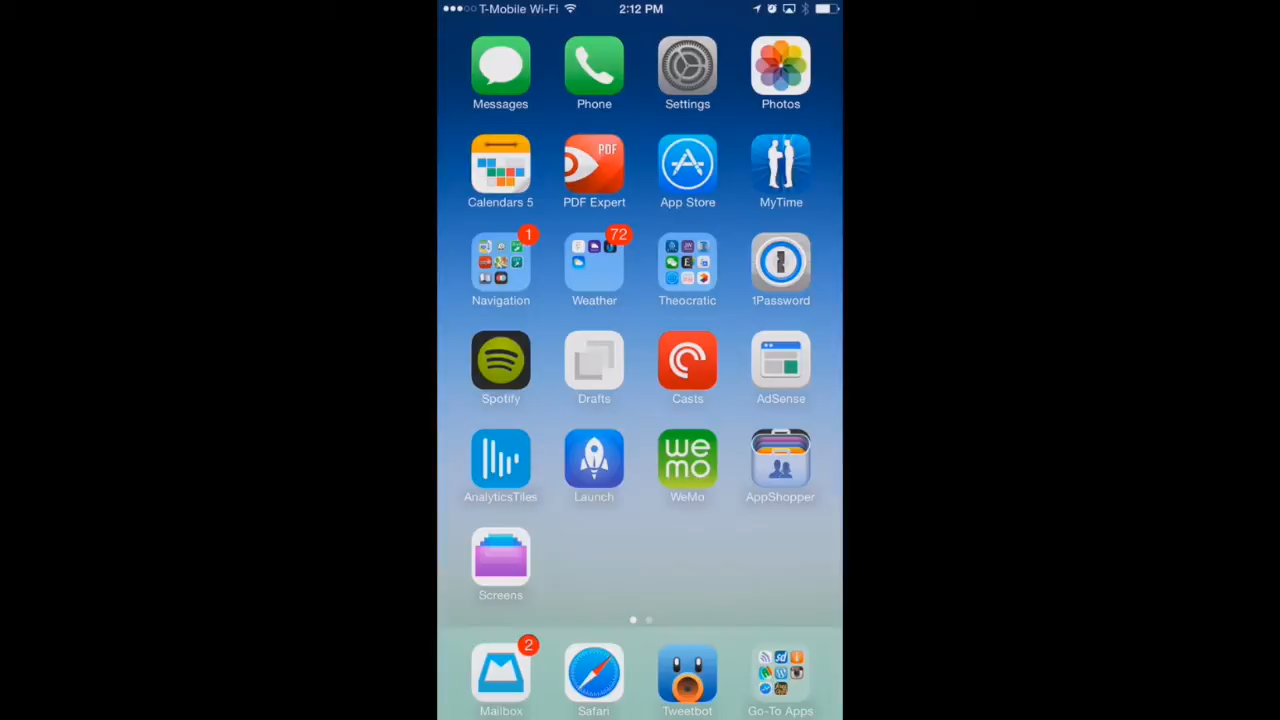 T-Mobile Wi-Fi 2:12 PM
Messages Phone Settings Photos
PDF
Calendars 5 PDF Expert App Store MyTime
1 72
Navigation Weather Theocratic 1Password
Spotify Drafts Casts AdSense
we
mo
AnalyticsTiles Launch WeMo AppShopper
Screens
2
sd
Mailbox Safari Tweetbot Go-To Apps